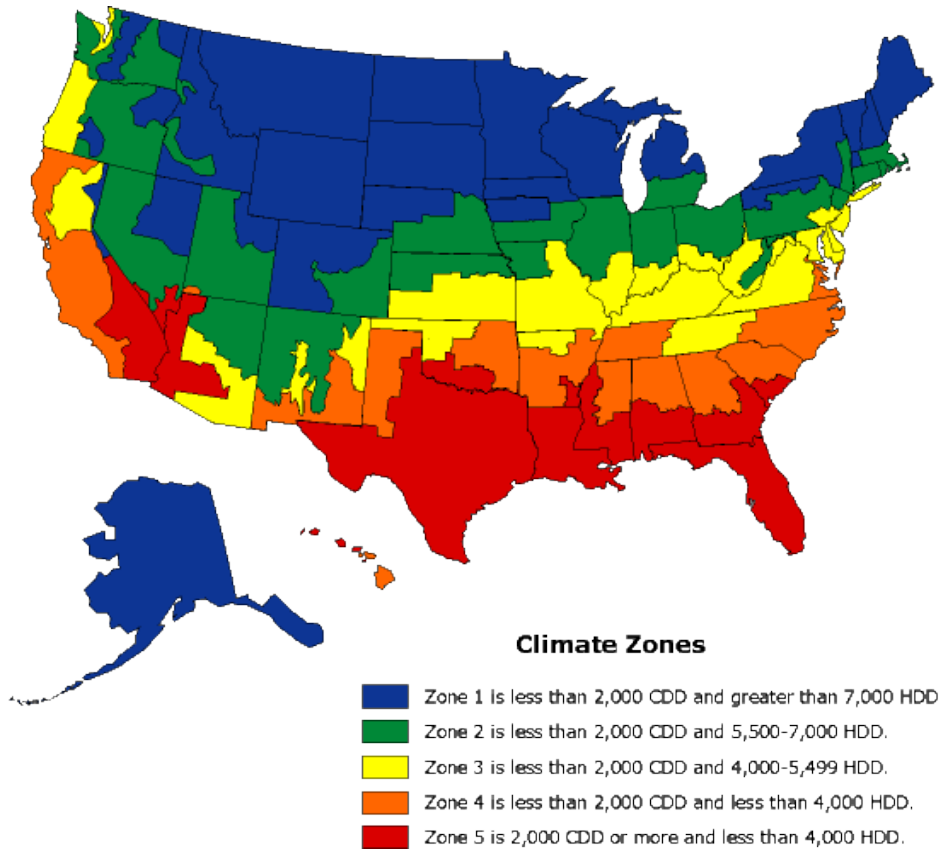 Climate Zones
Zone 1 is less than 2,000 CDD and greater than 7,000 HDD
Zone 2 is less than 2,000 CDD and 5,500-7,000 HDD.
Zone 3 is less than 2,000 CDD and 4,000-5,499 HDD.
Zone 4 is less than 2,000 CDD and less than 4,000 HDD.
Zone 5 is 2,000 CDD or more and less than 4,000 HDD.